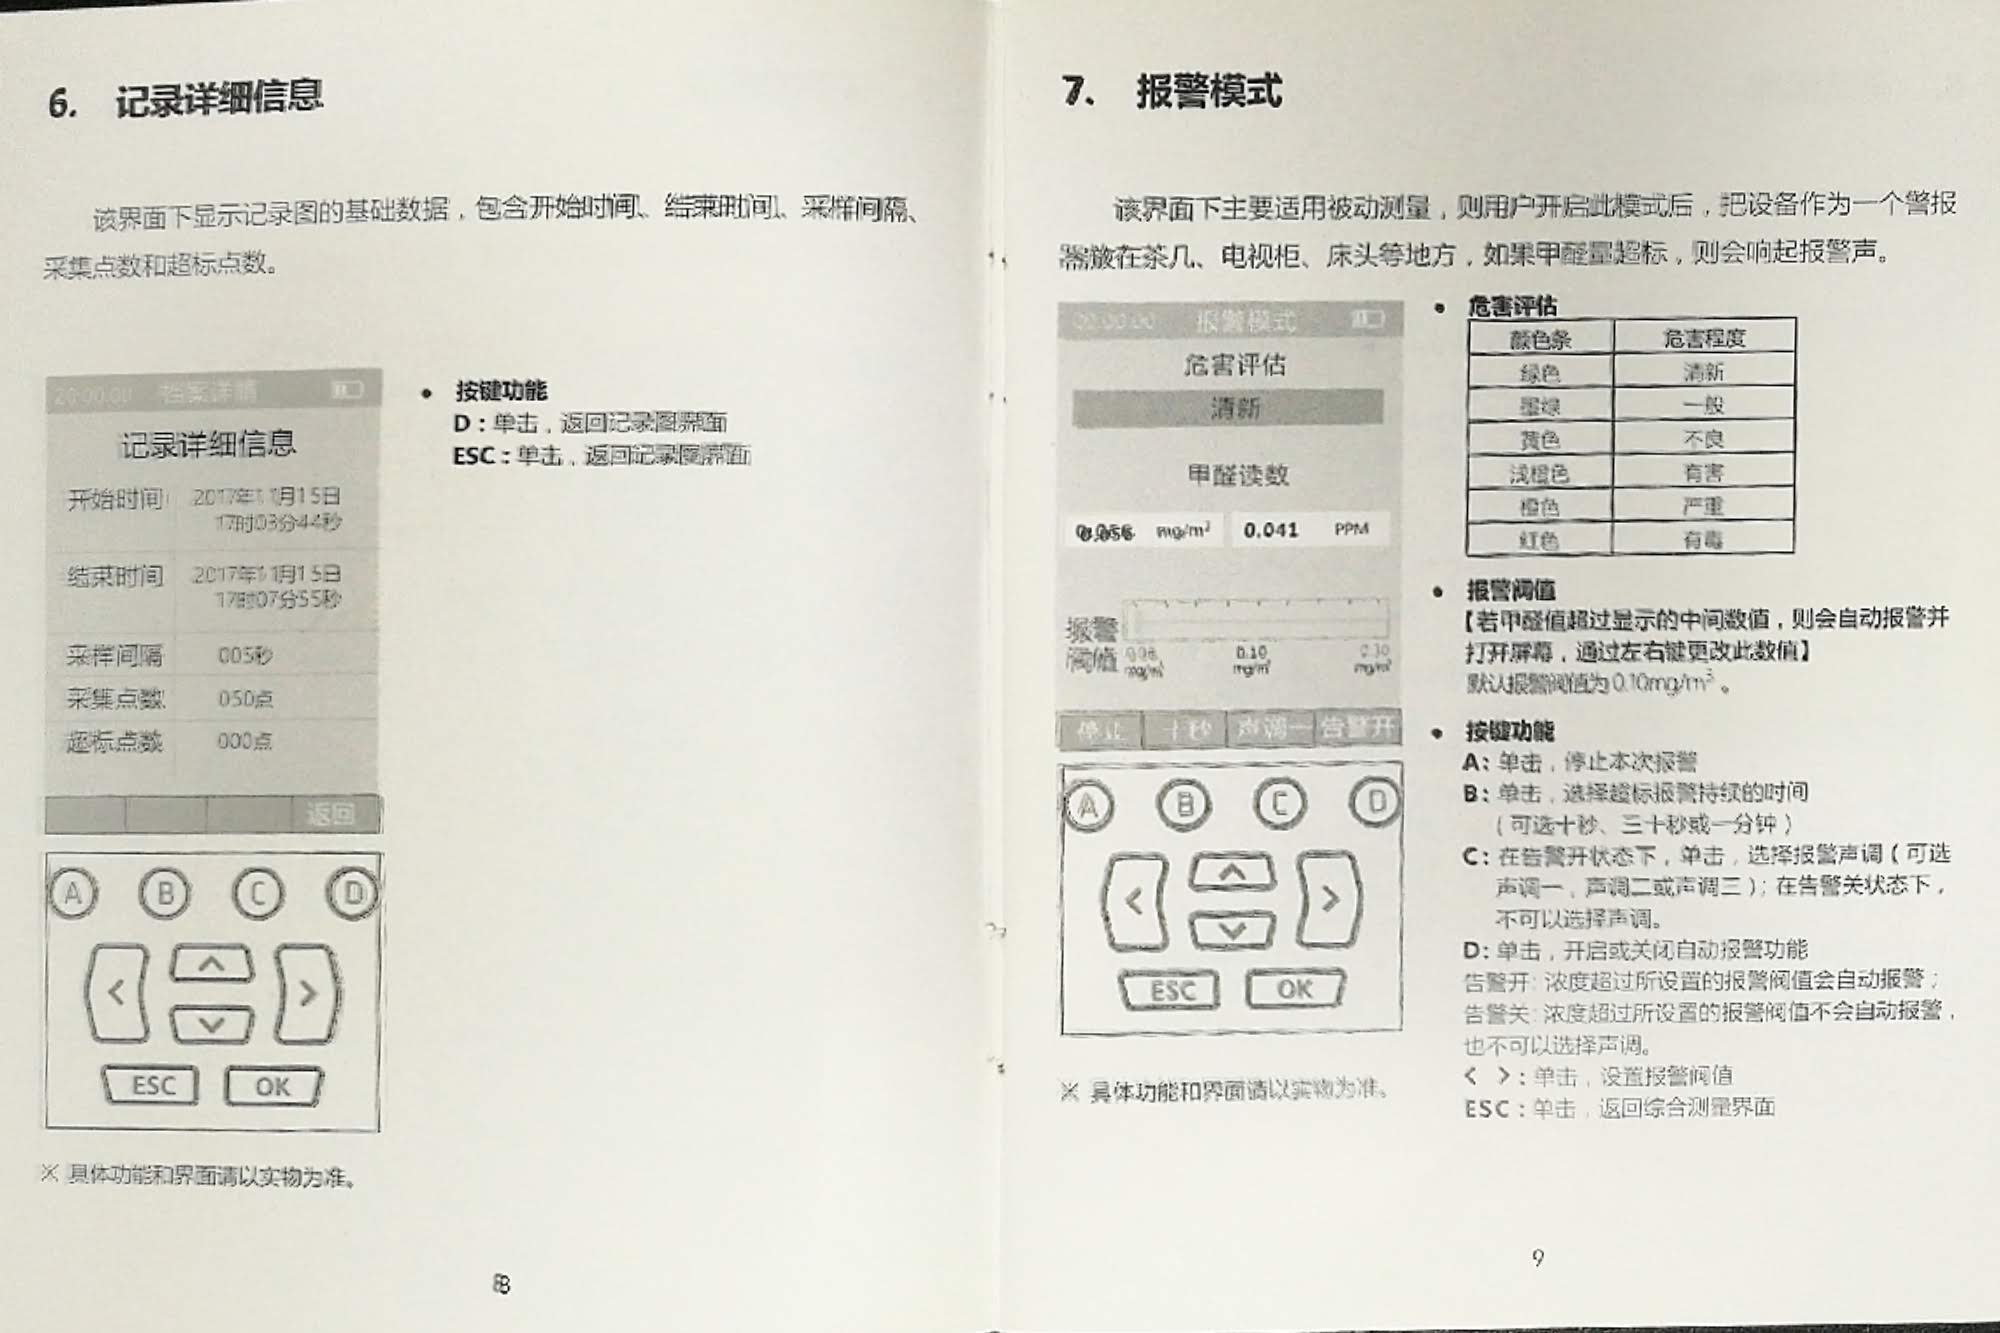 6. 记录详细信息
该界面下显示记录图的基础数据，包含开始时间、结束时间、采样间隔、
采集点数和超标点数。
20:00:00 档案详情
记录详细信息
开始时间 2017年11月15日
17时03分44秒
结束时间 2017年11月15日
17时07分55秒
采样间隔 005秒
采集点数 050点
超标点数 000点
返回
A B C D
< ^ ˅ >
ESC OK
• 按键功能
D：单击，返回记录图界面
ESC：单击，返回记录图界面
※ 具体功能和界面请以实物为准。
8
7、 报警模式
该界面下主要适用被动测量，则用户开启此模式后，把设备作为一个警报
器放在茶几、电视柜、床头等地方，如果甲醛量超标，则会响起报警声。
00:00:00 报警模式
危害评估
清新
甲醛读数
0.056 mg/m³ 0.041 PPM
报警
阀值
0.08 mg/m³ 0.10 mg/m³ 0.30 mg/m³
停止 十秒 声调一 告警开
A B C D
< ^ ˅ >
ESC OK
※ 具体功能和界面请以实物为准。
• 危害评估
颜色条 危害程度
绿色 清新
墨绿 一般
黄色 不良
浅橙色 有害
橙色 严重
红色 有毒
• 报警阀值
【若甲醛值超过显示的中间数值，则会自动报警并
打开屏幕，通过左右键更改此数值】
默认报警阀值为0.10mg/m³。
• 按键功能
A：单击，停止本次报警
B：单击，选择超标报警持续的时间
（可选十秒、三十秒或一分钟）
C：在告警开状态下，单击，选择报警声调（可选
声调一，声调二或声调三）；在告警关状态下，
不可以选择声调。
D：单击，开启或关闭自动报警功能
告警开：浓度超过所设置的报警阀值会自动报警；
告警关：浓度超过所设置的报警阀值不会自动报警，
也不可以选择声调。
< >：单击，设置报警阀值
ESC：单击，返回综合测量界面
9